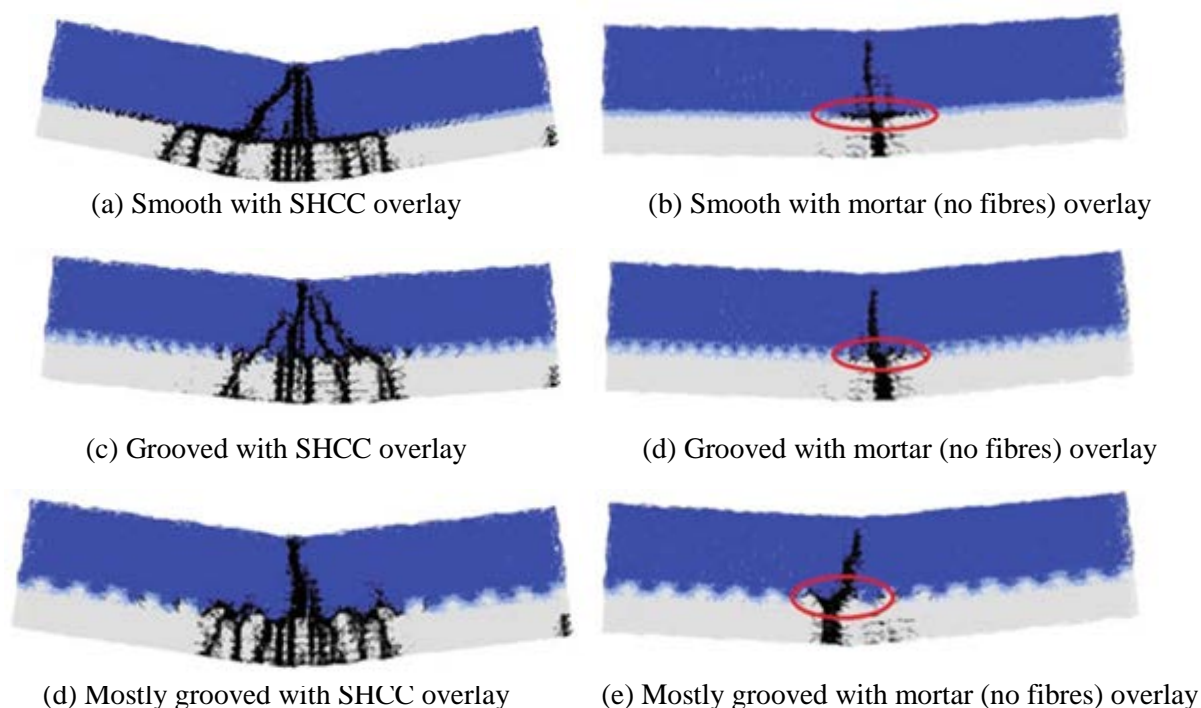 (a) Smooth with SHCC overlay
(b) Smooth with mortar (no fibres) overlay
(c) Grooved with SHCC overlay
(d) Grooved with mortar (no fibres) overlay
(d) Mostly grooved with SHCC overlay
(e) Mostly grooved with mortar (no fibres) overlay